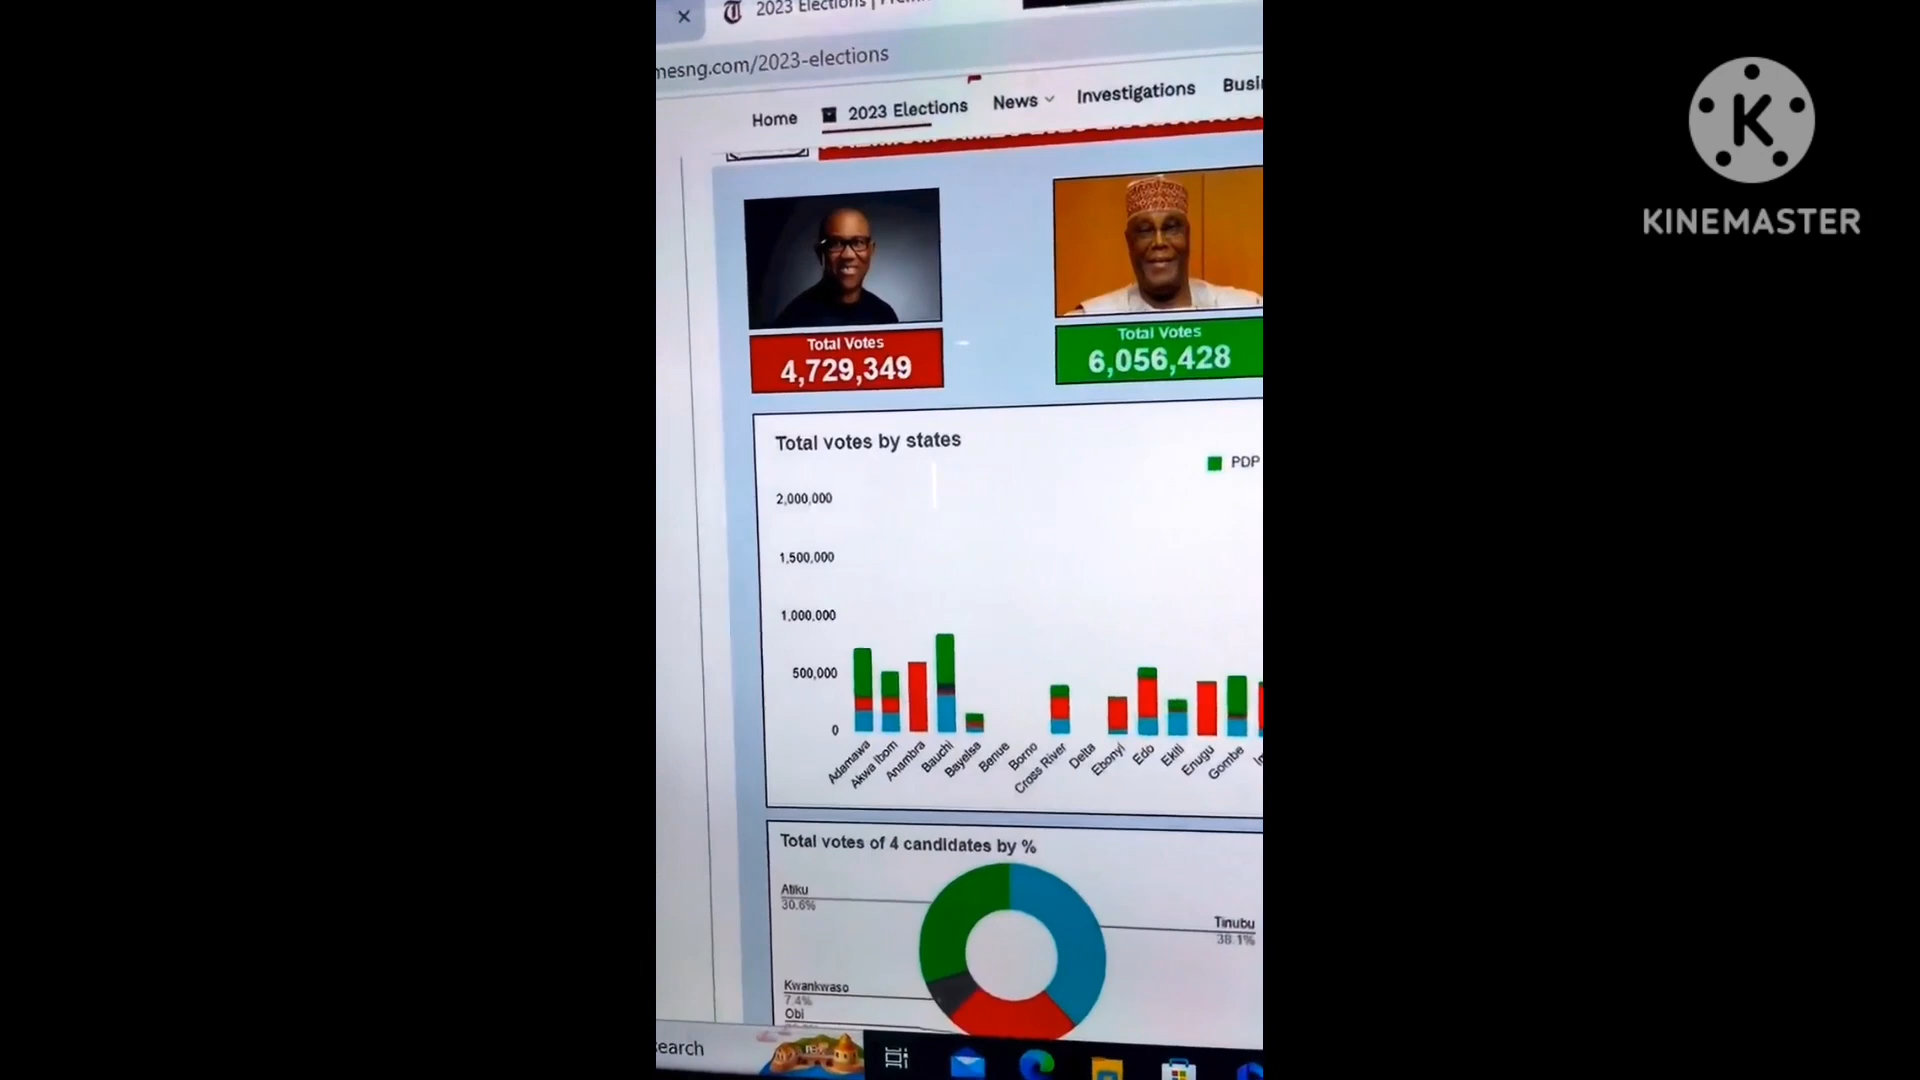 2023 Elections |
mesng.com/2023-elections
Home 2023 Elections News Investigations Busi
Total Votes
4,729,349
Total Votes
6,056,428
Total votes by states
PDP
2,000,000
1,500,000
1,000,000
500,000
0
Adamawa
Akwa Ibom
Anambra
Bauchi
Bayelsa
Benue
Borno
Cross River
Delta
Ebonyi
Edo
Ekiti
Enugu
Gombe
Total votes of 4 candidates by %
Atiku
30.6%
Tinubu
38.1%
Kwankwaso
7.4%
Obi
earch
K
KINEMASTER